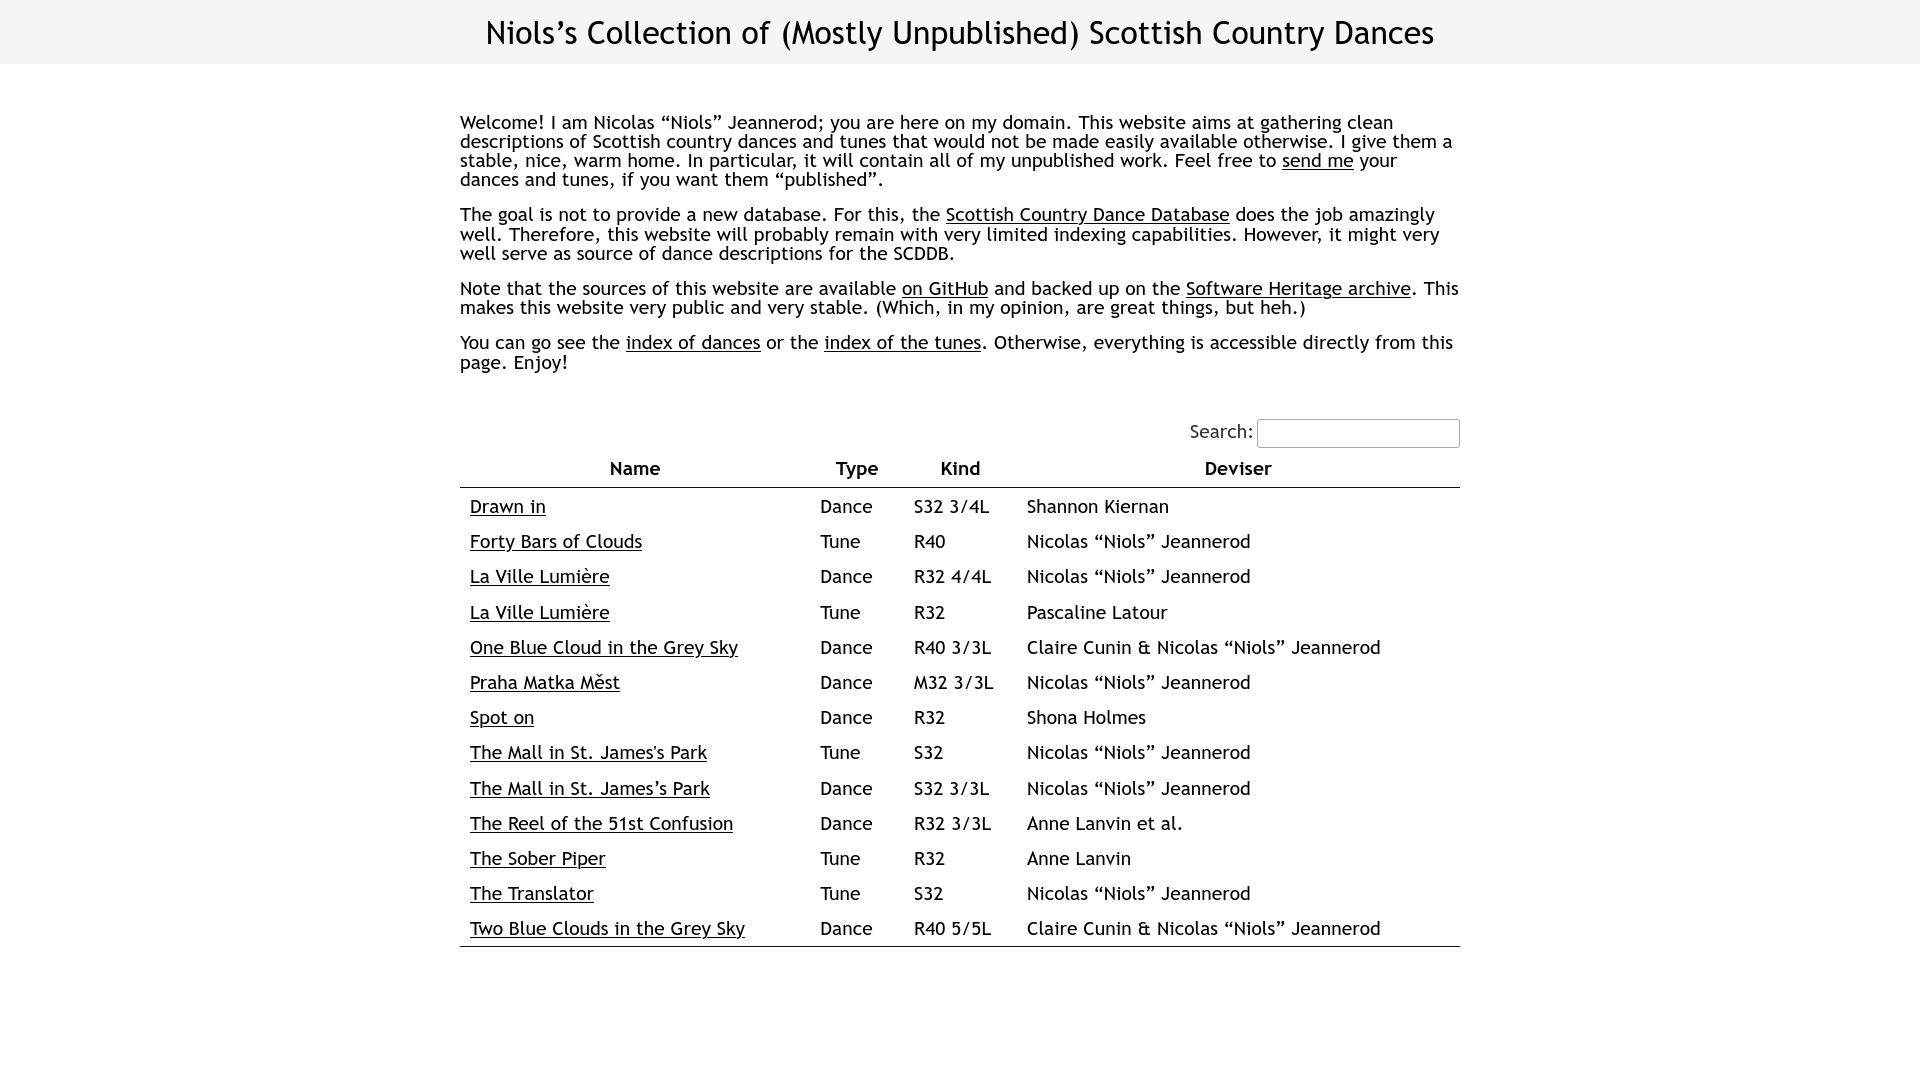 Niols’s Collection of (Mostly Unpublished) Scottish Country Dances
Welcome! I am Nicolas “Niols” Jeannerod; you are here on my domain. This website aims at gathering clean
descriptions of Scottish country dances and tunes that would not be made easily available otherwise. I give them a
stable, nice, warm home. In particular, it will contain all of my unpublished work. Feel free to send me your
dances and tunes, if you want them “published”.
The goal is not to provide a new database. For this, the Scottish Country Dance Database does the job amazingly
well. Therefore, this website will probably remain with very limited indexing capabilities. However, it might very
well serve as source of dance descriptions for the SCDDB.
Note that the sources of this website are available on GitHub and backed up on the Software Heritage archive. This
makes this website very public and very stable. (Which, in my opinion, are great things, but heh.)
You can go see the index of dances or the index of the tunes. Otherwise, everything is accessible directly from this
page. Enjoy!
Search:
Name Type Kind Deviser
Drawn in Dance S32 3/4L Shannon Kiernan
Forty Bars of Clouds Tune R40 Nicolas “Niols” Jeannerod
La Ville Lumière Dance R32 4/4L Nicolas “Niols” Jeannerod
La Ville Lumière Tune R32 Pascaline Latour
One Blue Cloud in the Grey Sky Dance R40 3/3L Claire Cunin & Nicolas “Niols” Jeannerod
Praha Matka Měst Dance M32 3/3L Nicolas “Niols” Jeannerod
Spot on Dance R32 Shona Holmes
The Mall in St. James's Park Tune S32 Nicolas “Niols” Jeannerod
The Mall in St. James’s Park Dance S32 3/3L Nicolas “Niols” Jeannerod
The Reel of the 51st Confusion Dance R32 3/3L Anne Lanvin et al.
The Sober Piper Tune R32 Anne Lanvin
The Translator Tune S32 Nicolas “Niols” Jeannerod
Two Blue Clouds in the Grey Sky Dance R40 5/5L Claire Cunin & Nicolas “Niols” Jeannerod